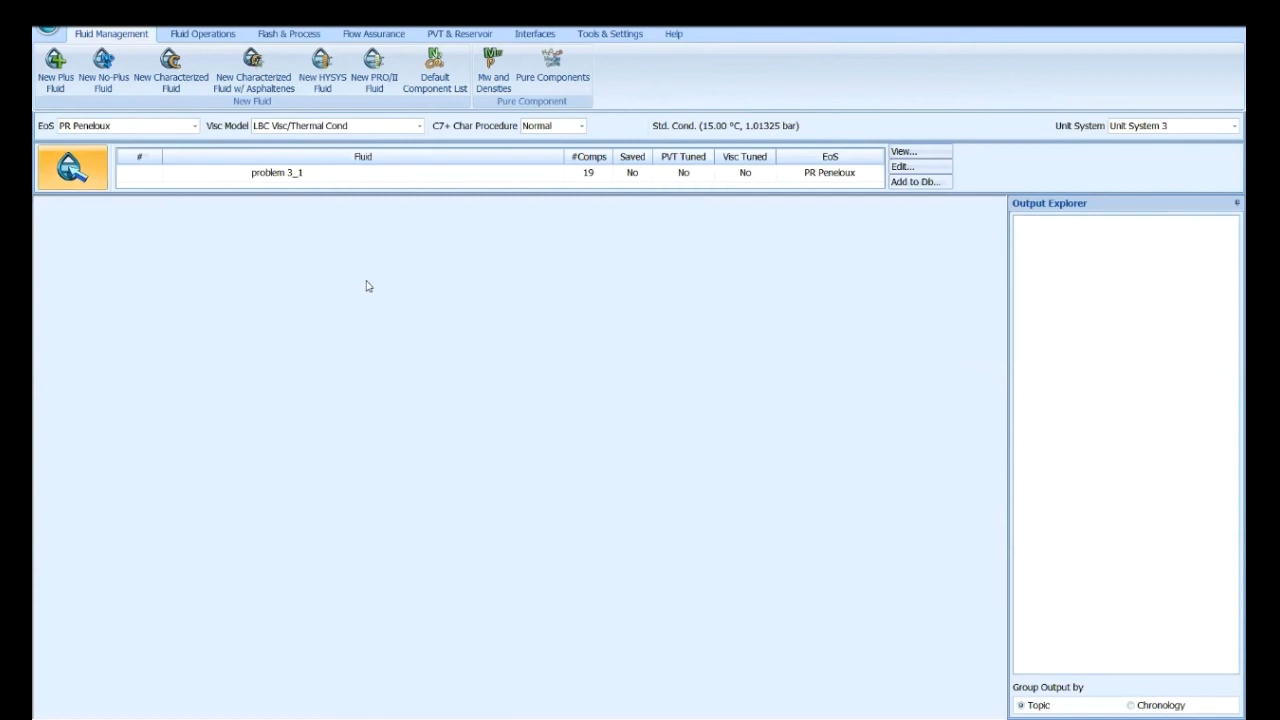 Fluid Management Fluid Operations Flash & Process Flow Assurance PVT & Reservoir Interfaces Tools & Settings Help
New Plus Fluid New No-Plus Fluid New Characterized Fluid New Characterized Fluid w/ Asphaltenes New HYSYS Fluid New PRO/II Fluid Default Component List Mw and Densities Pure Components
New Fluid Pure Component
EoS PR Peneloux Visc Model LBC Visc/Thermal Cond C7+ Char Procedure Normal Std. Cond. (15.00 °C, 1.01325 bar) Unit System Unit System 3
# Fluid #Comps Saved PVT Tuned Visc Tuned EoS View...
problem 3_1 19 No No No PR Peneloux Edit...
Add to Db...
Output Explorer
Group Output by
Topic Chronology